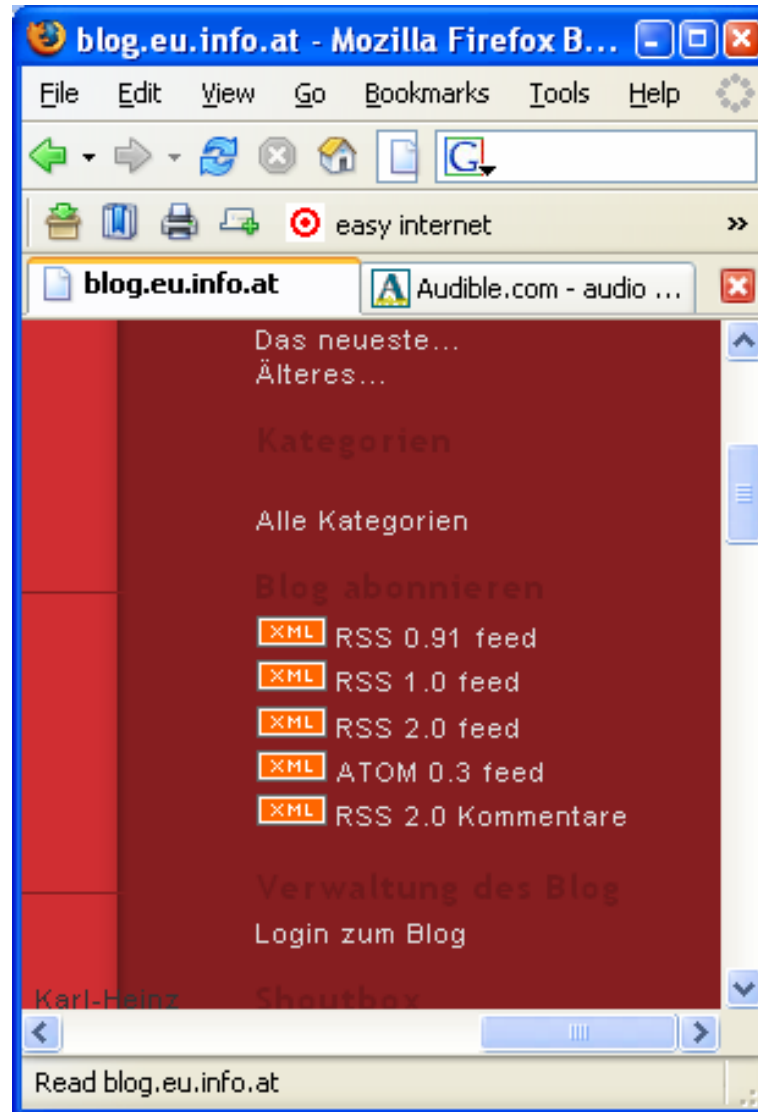 blog.eu.info.at - Mozilla Firefox B...
File Edit View Go Bookmarks Tools Help
G
easy internet »
blog.eu.info.at A Audible.com - audio ...
Das neueste...
Älteres...
Kategorien
Alle Kategorien
Blog abonnieren
XML RSS 0.91 feed
XML RSS 1.0 feed
XML RSS 2.0 feed
XML ATOM 0.3 feed
XML RSS 2.0 Kommentare
Verwaltung des Blog
Login zum Blog
Karl-Heinz Shoutbox
Read blog.eu.info.at